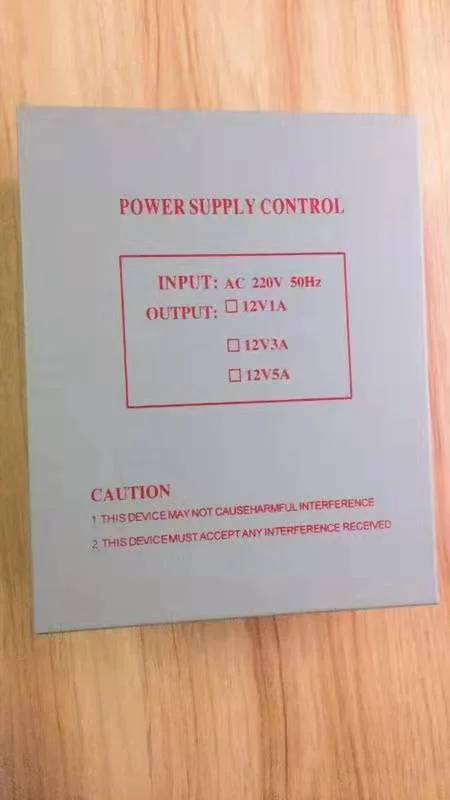 POWER SUPPLY CONTROL
INPUT: AC 220V 50Hz
OUTPUT: □ 12V1A
□ 12V3A
□ 12V5A
CAUTION
1 THIS DEVICE MAY NOT CAUSEHARMFUL INTERFERENCE
2 THIS DEVICE MUST ACCEPT ANY INTERFERENCE RECEIVED